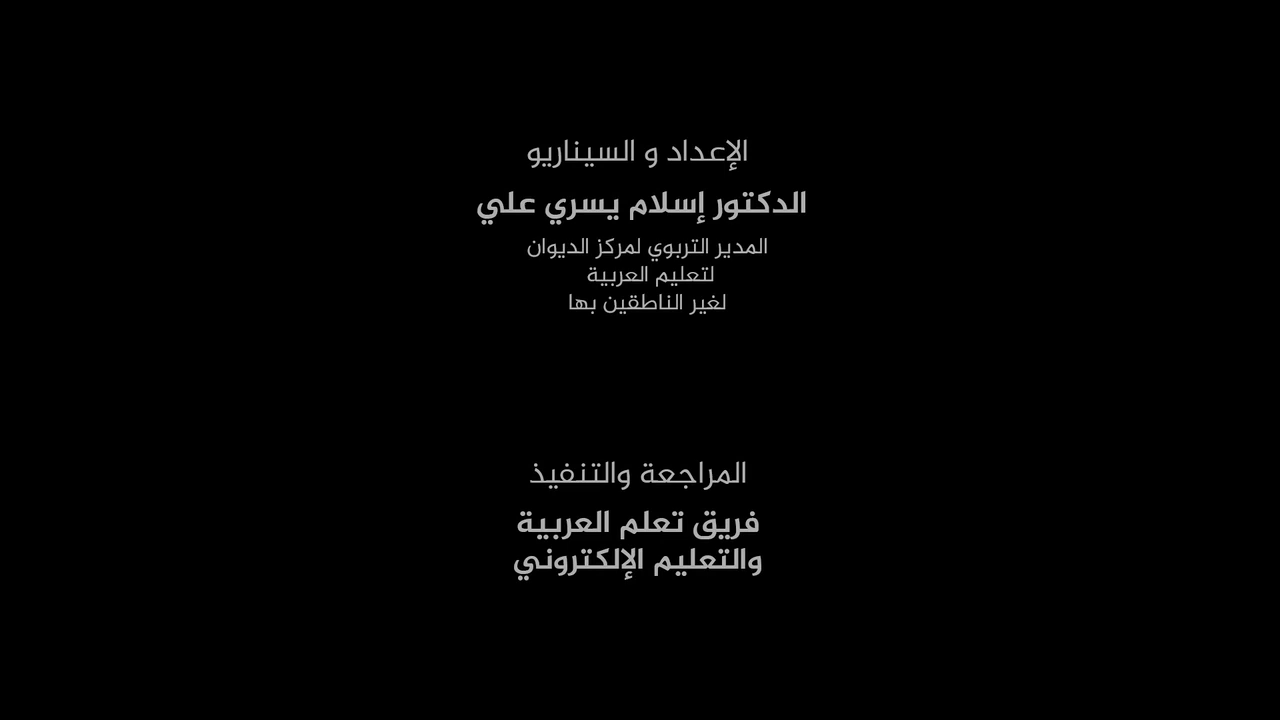 الإعداد و السيناريو
الدكتور إسلام يسري علي
المدير التربوي لمركز الديوان
لتعليم العربية
لغير الناطقين بها
المراجعة والتنفيذ
فريق تعلم العربية
والتعليم الإلكتروني